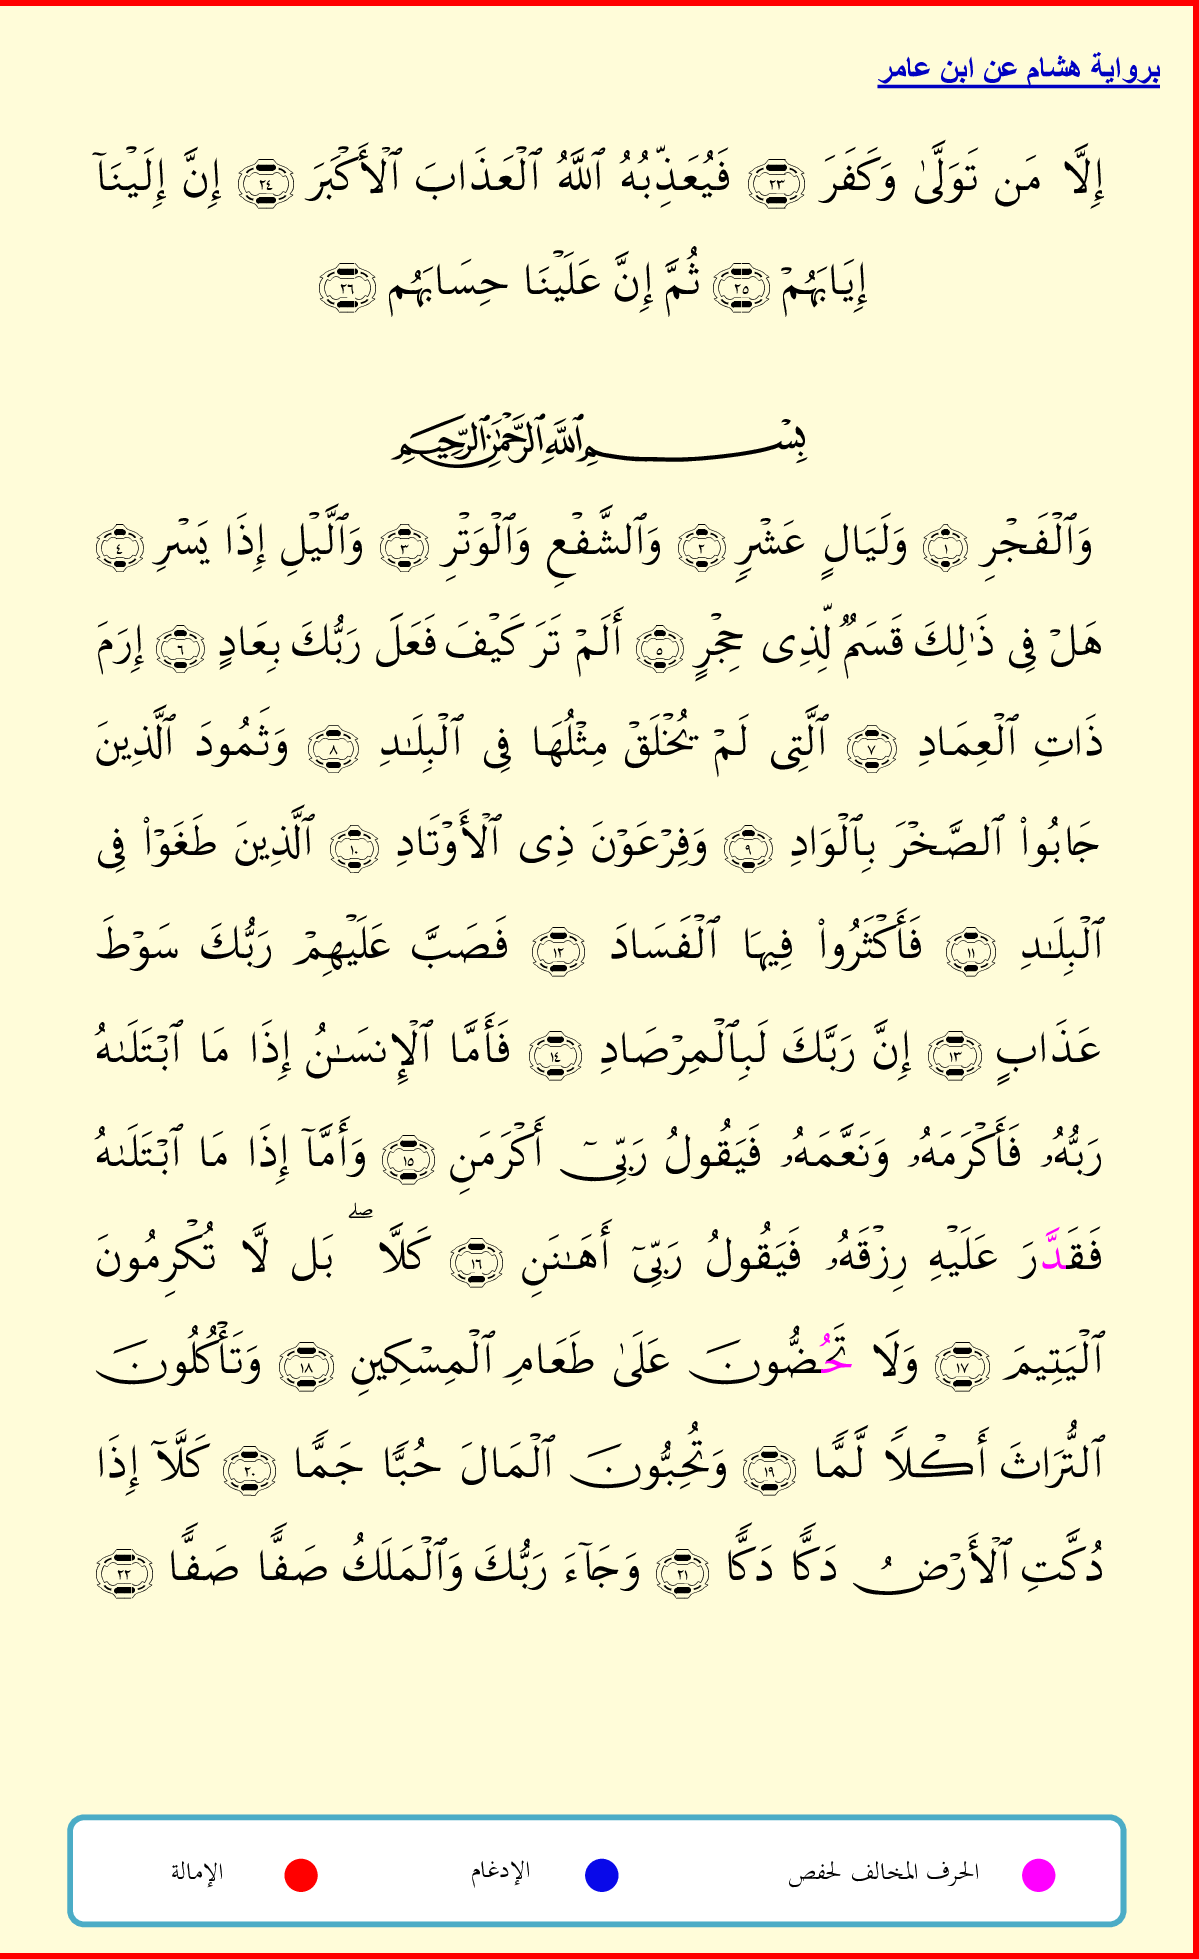 برواية هشام عن ابن عامر
إِلَّا مَن تَوَلَّىٰ وَكَفَرَ ٢٣ فَيُعَذِّبُهُ ٱللَّهُ ٱلْعَذَابَ ٱلْأَكْبَرَ ٢٤ إِنَّ إِلَيْنَآ
إِيَابَهُمْ ٢٥ ثُمَّ إِنَّ عَلَيْنَا حِسَابَهُم ٢٦
بِسْمِ ٱللَّهِ ٱلرَّحْمَٰنِ ٱلرَّحِيمِ
وَٱلْفَجْرِ ١ وَلَيَالٍ عَشْرٍ ٢ وَٱلشَّفْعِ وَٱلْوَتْرِ ٣ وَٱلَّيْلِ إِذَا يَسْرِ ٤
هَلْ فِى ذَٰلِكَ قَسَمٌ لِّذِى حِجْرٍ ٥ أَلَمْ تَرَ كَيْفَ فَعَلَ رَبُّكَ بِعَادٍ ٦ إِرَمَ
ذَاتِ ٱلْعِمَادِ ٧ ٱلَّتِى لَمْ يُخْلَقْ مِثْلُهَا فِى ٱلْبِلَـٰدِ ٨ وَثَمُودَ ٱلَّذِينَ
جَابُوا۟ ٱلصَّخْرَ بِٱلْوَادِ ٩ وَفِرْعَوْنَ ذِى ٱلْأَوْتَادِ ١٠ ٱلَّذِينَ طَغَوْا۟ فِى
ٱلْبِلَـٰدِ ١١ فَأَكْثَرُوا۟ فِيهَا ٱلْفَسَادَ ١٢ فَصَبَّ عَلَيْهِمْ رَبُّكَ سَوْطَ
عَذَابٍ ١٣ إِنَّ رَبَّكَ لَبِٱلْمِرْصَادِ ١٤ فَأَمَّا ٱلْإِنسَـٰنُ إِذَا مَا ٱبْتَلَىٰهُ
رَبُّهُۥ فَأَكْرَمَهُۥ وَنَعَّمَهُۥ فَيَقُولُ رَبِّىٓ أَكْرَمَنِ ١٥ وَأَمَّآ إِذَا مَا ٱبْتَلَىٰهُ
فَقَدَّرَ عَلَيْهِ رِزْقَهُۥ فَيَقُولُ رَبِّىٓ أَهَـٰنَنِ ١٦ كَلَّا ۖ بَل لَّا تُكْرِمُونَ
ٱلْيَتِيمَ ١٧ وَلَا تَحُضُّونَ عَلَىٰ طَعَامِ ٱلْمِسْكِينِ ١٨ وَتَأْكُلُونَ
ٱلتُّرَاثَ أَكْلًا لَّمًّا ١٩ وَتُحِبُّونَ ٱلْمَالَ حُبًّا جَمًّا ٢٠ كَلَّآ إِذَا
دُكَّتِ ٱلْأَرْضُ دَكًّا دَكًّا ٢١ وَجَآءَ رَبُّكَ وَٱلْمَلَكُ صَفًّا صَفًّا ٢٢
الحرف المخالف لحفص الإدغام الإمالة